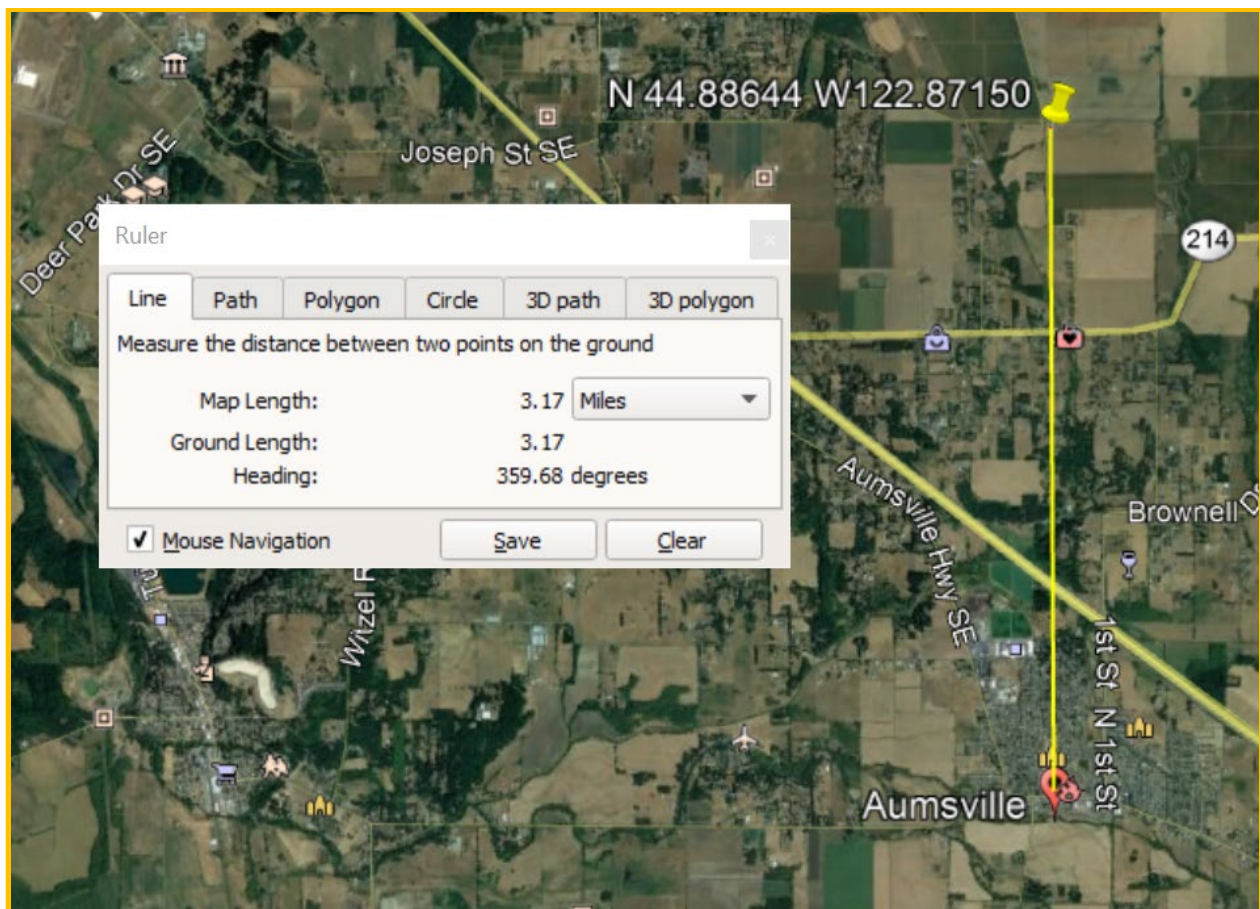 N 44.88644 W122.87150
Joseph St SE
Deer Park Dr SE
214
Ruler
Line Path Polygon Circle 3D path 3D polygon
Measure the distance between two points on the ground
Map Length: 3.17 Miles
Ground Length: 3.17
Heading: 359.68 degrees
Mouse Navigation Save Clear
Aumsville Hwy SE
Brownell
Witzel
1st St
N 1st St
Aumsville